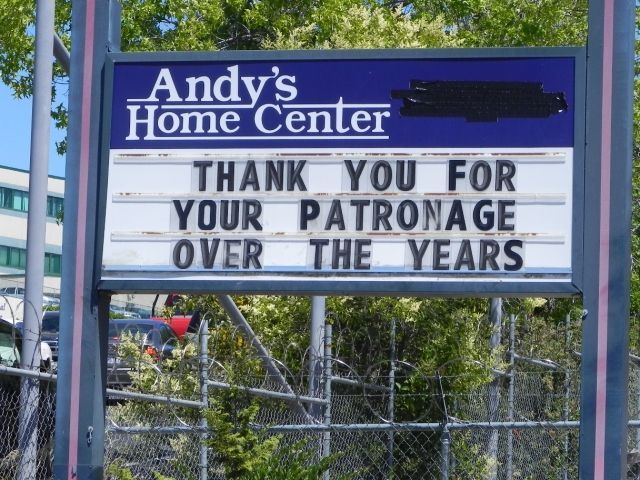 Andy's
Home Center
THANK YOU FOR
YOUR PATRONAGE
OVER THE YEARS